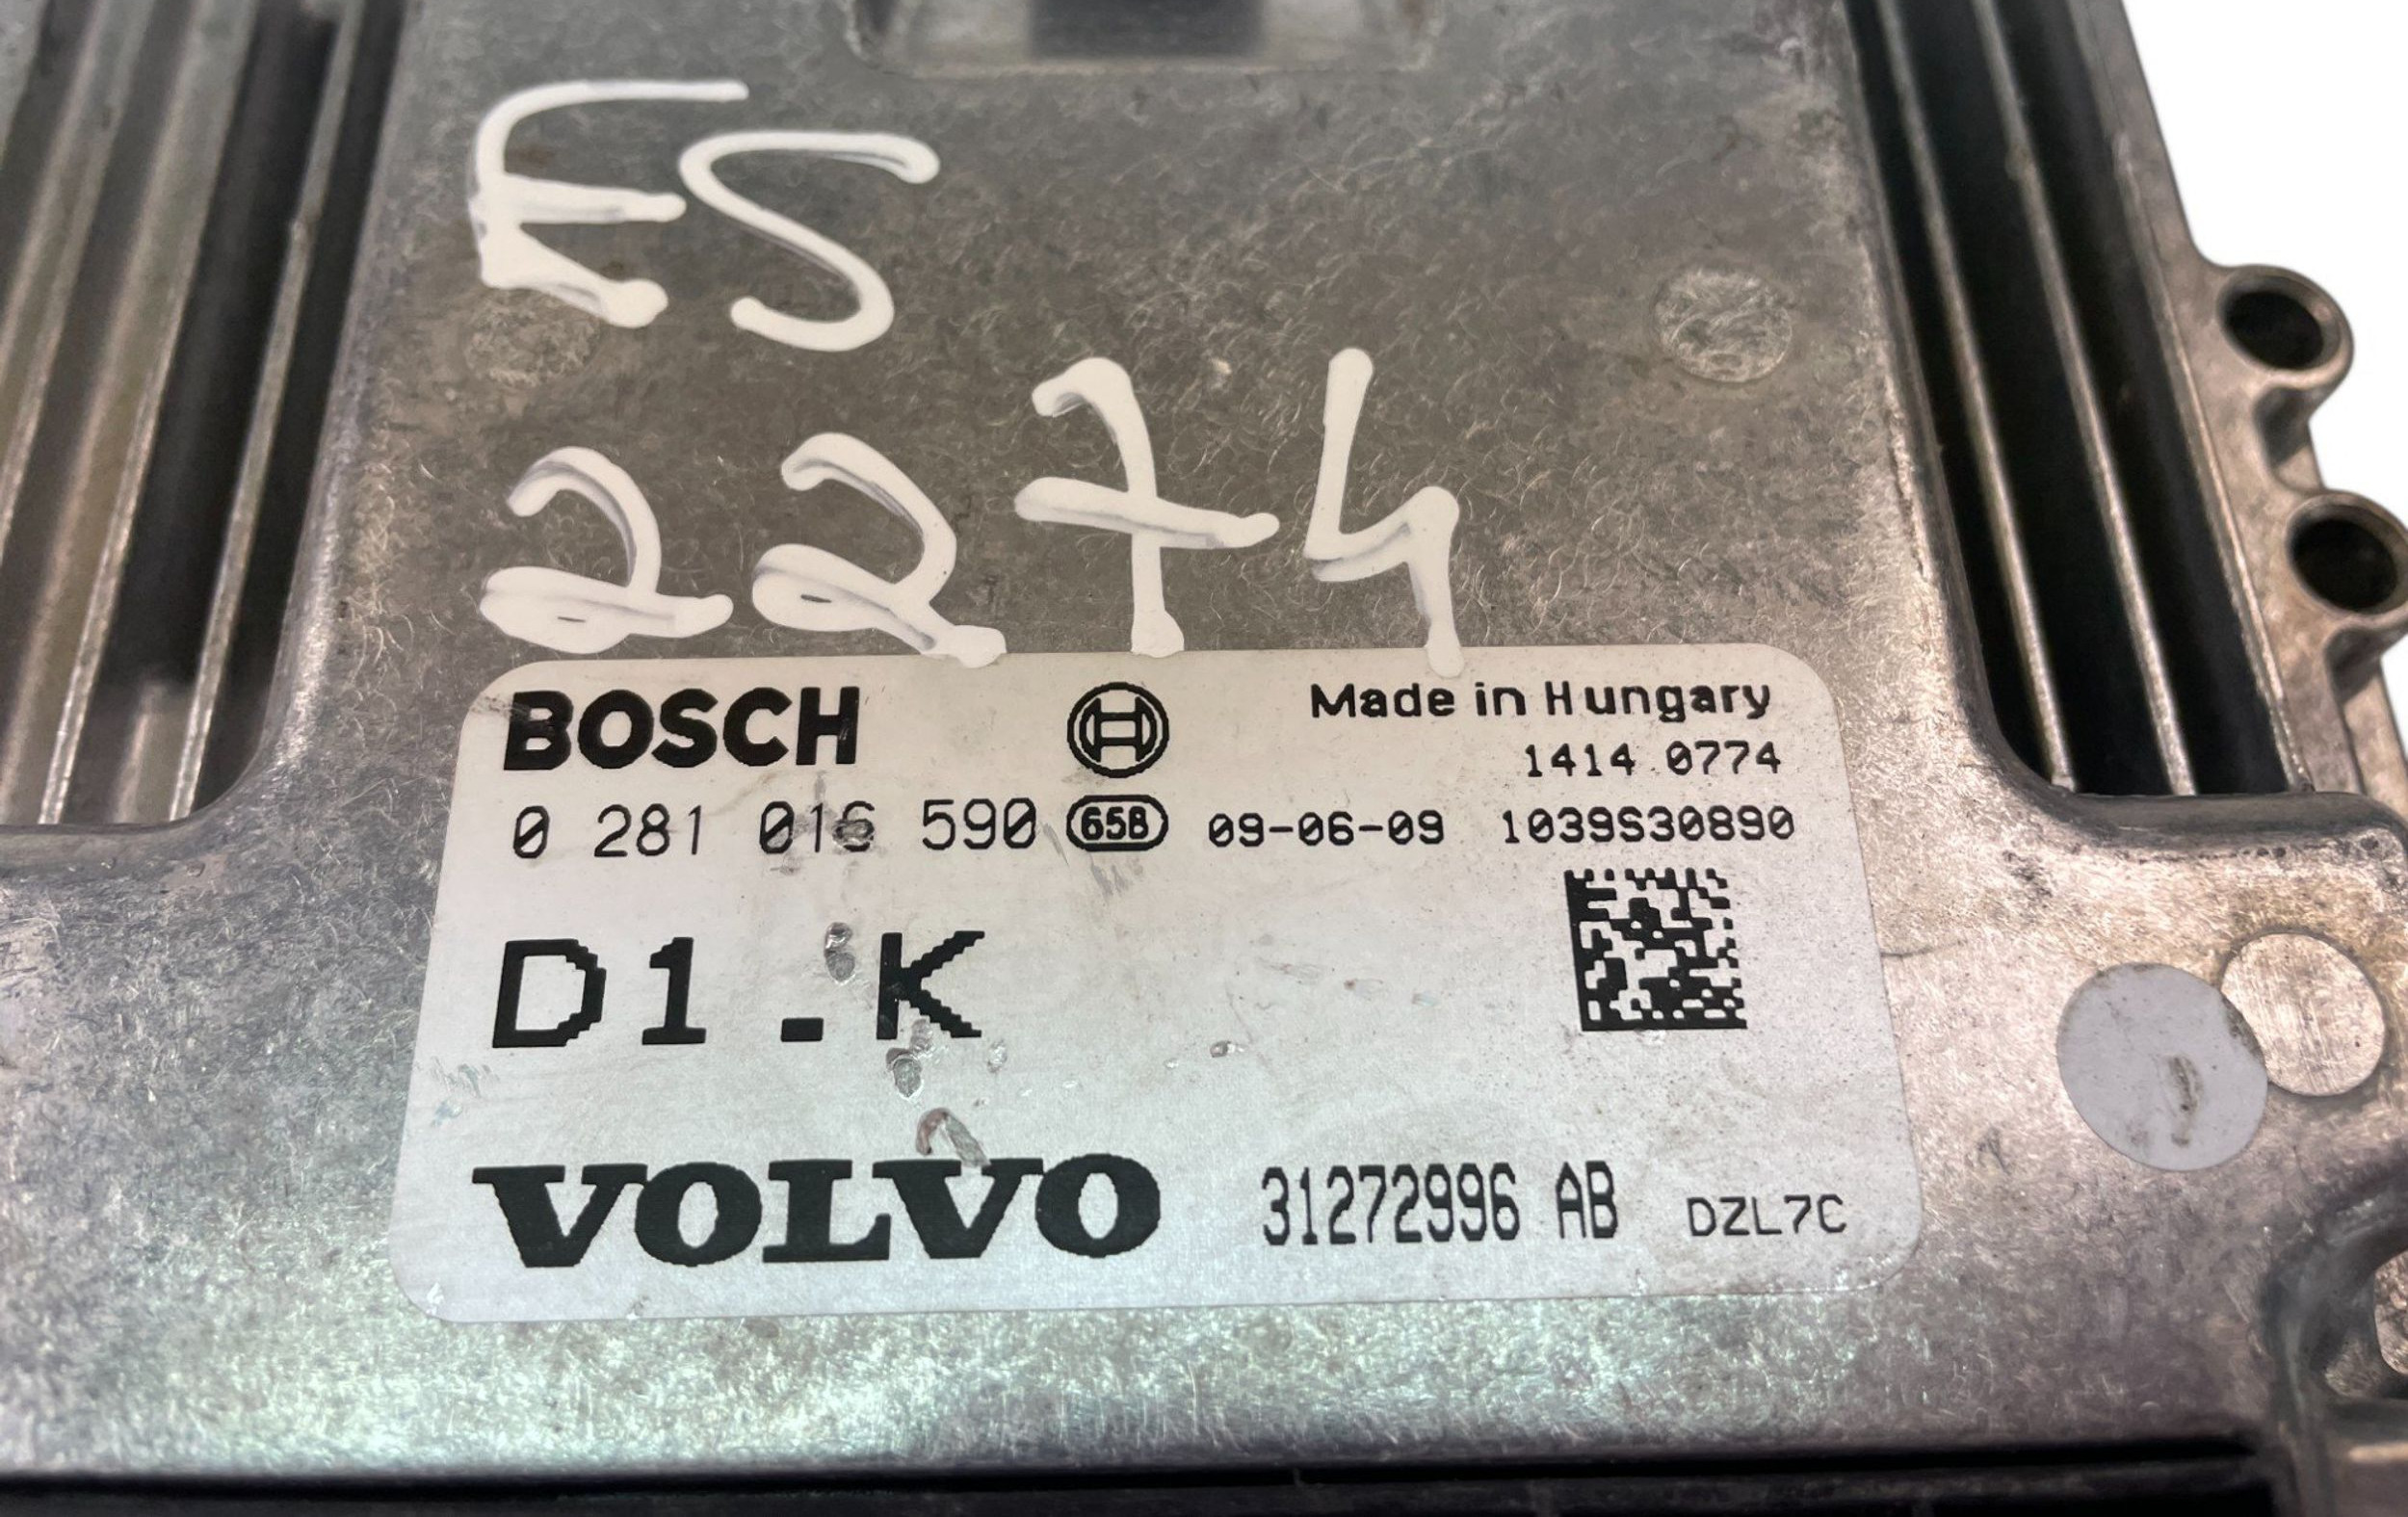 ES
2274
BOSCH
Made in Hungary
1414 0774
0 281 016 590 65B 09-06-09 1039S30890
D1.K
VOLVO 31272996 AB DZL7C